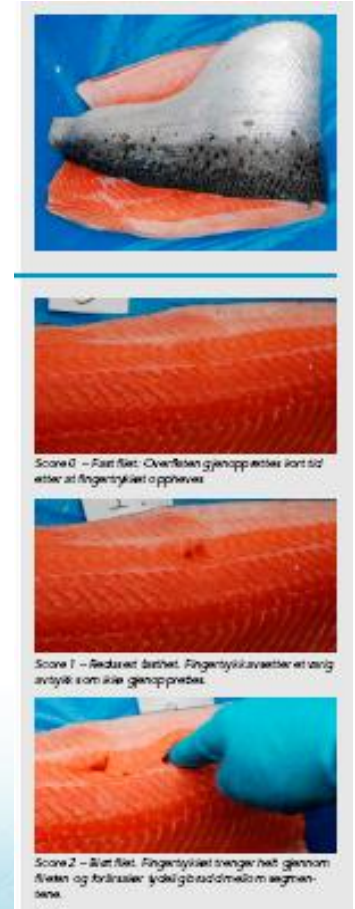 Score 0 – Fast filet. Overflaten gjenopprettes kort tid
etter at fingertrykket oppheves
Score 1 – Redusert fasthet. Fingertrykk avsetter et varig
avtrykk som ikke gjenopprettes.
Score 2 – Bløt filet. Fingertrykket trenger helt gjennom
fileten og forårsaker tydelig brudd mellom segmen-
tene.